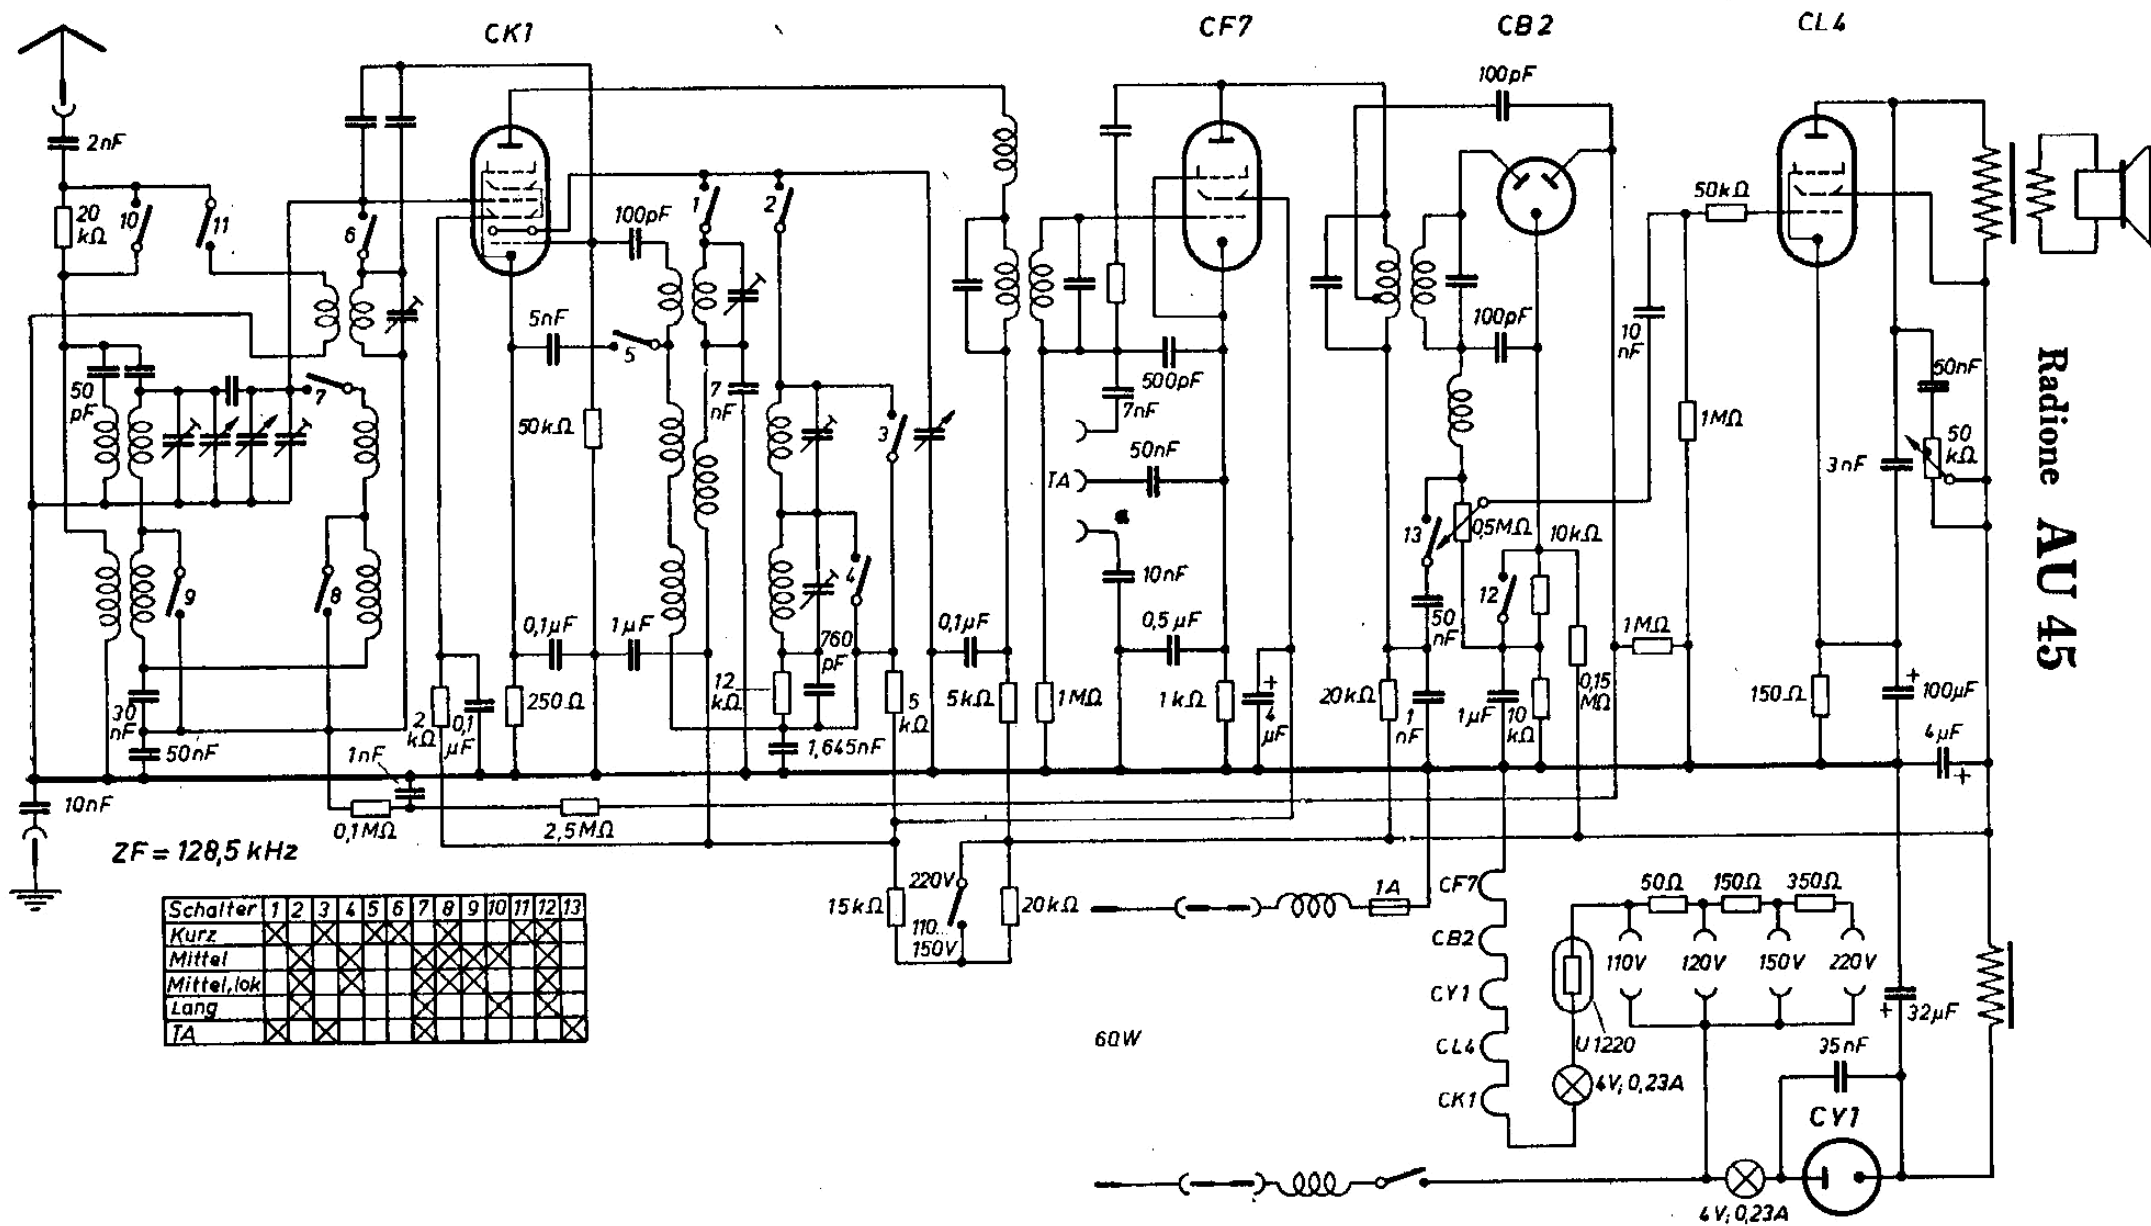 CK1
CF7
CB2
CL4
2nF
20 kΩ
10
11
6
100pF
1
2
100pF
50kΩ
50 pF
7
5nF
5
7 nF
50kΩ
3
500pF
7nF
50nF
TA
100pF
10 nF
1MΩ
50nF
50 kΩ
3nF
Radione AU 45
13
0,5MΩ
10kΩ
9
8
4
10nF
12
50 nF
0,1µF
1µF
760 pF
12 kΩ
0,1µF
0,5µF
1MΩ
30 nF
50nF
2 kΩ
0,1 µF
250Ω
5 kΩ
5kΩ
1MΩ
1kΩ
4 µF
+
20kΩ
1 nF
1µF
10 kΩ
0,15 MΩ
150Ω
100µF
+
4µF
+
1nF
1,645nF
10nF
0,1MΩ
2,5MΩ
ZF = 128,5 kHz
Schalter 1 2 3 4 5 6 7 8 9 10 11 12 13
Kurz
Mittel
Mittel, lok
Lang
TA
15kΩ
220V
110... 150V
20kΩ
1A
CF7
CB2
CY1
CL4
CK1
50Ω
150Ω
350Ω
110V
120V
150V
220V
U1220
4V; 0,23A
+
32µF
35nF
CY1
60W
4V; 0,23A